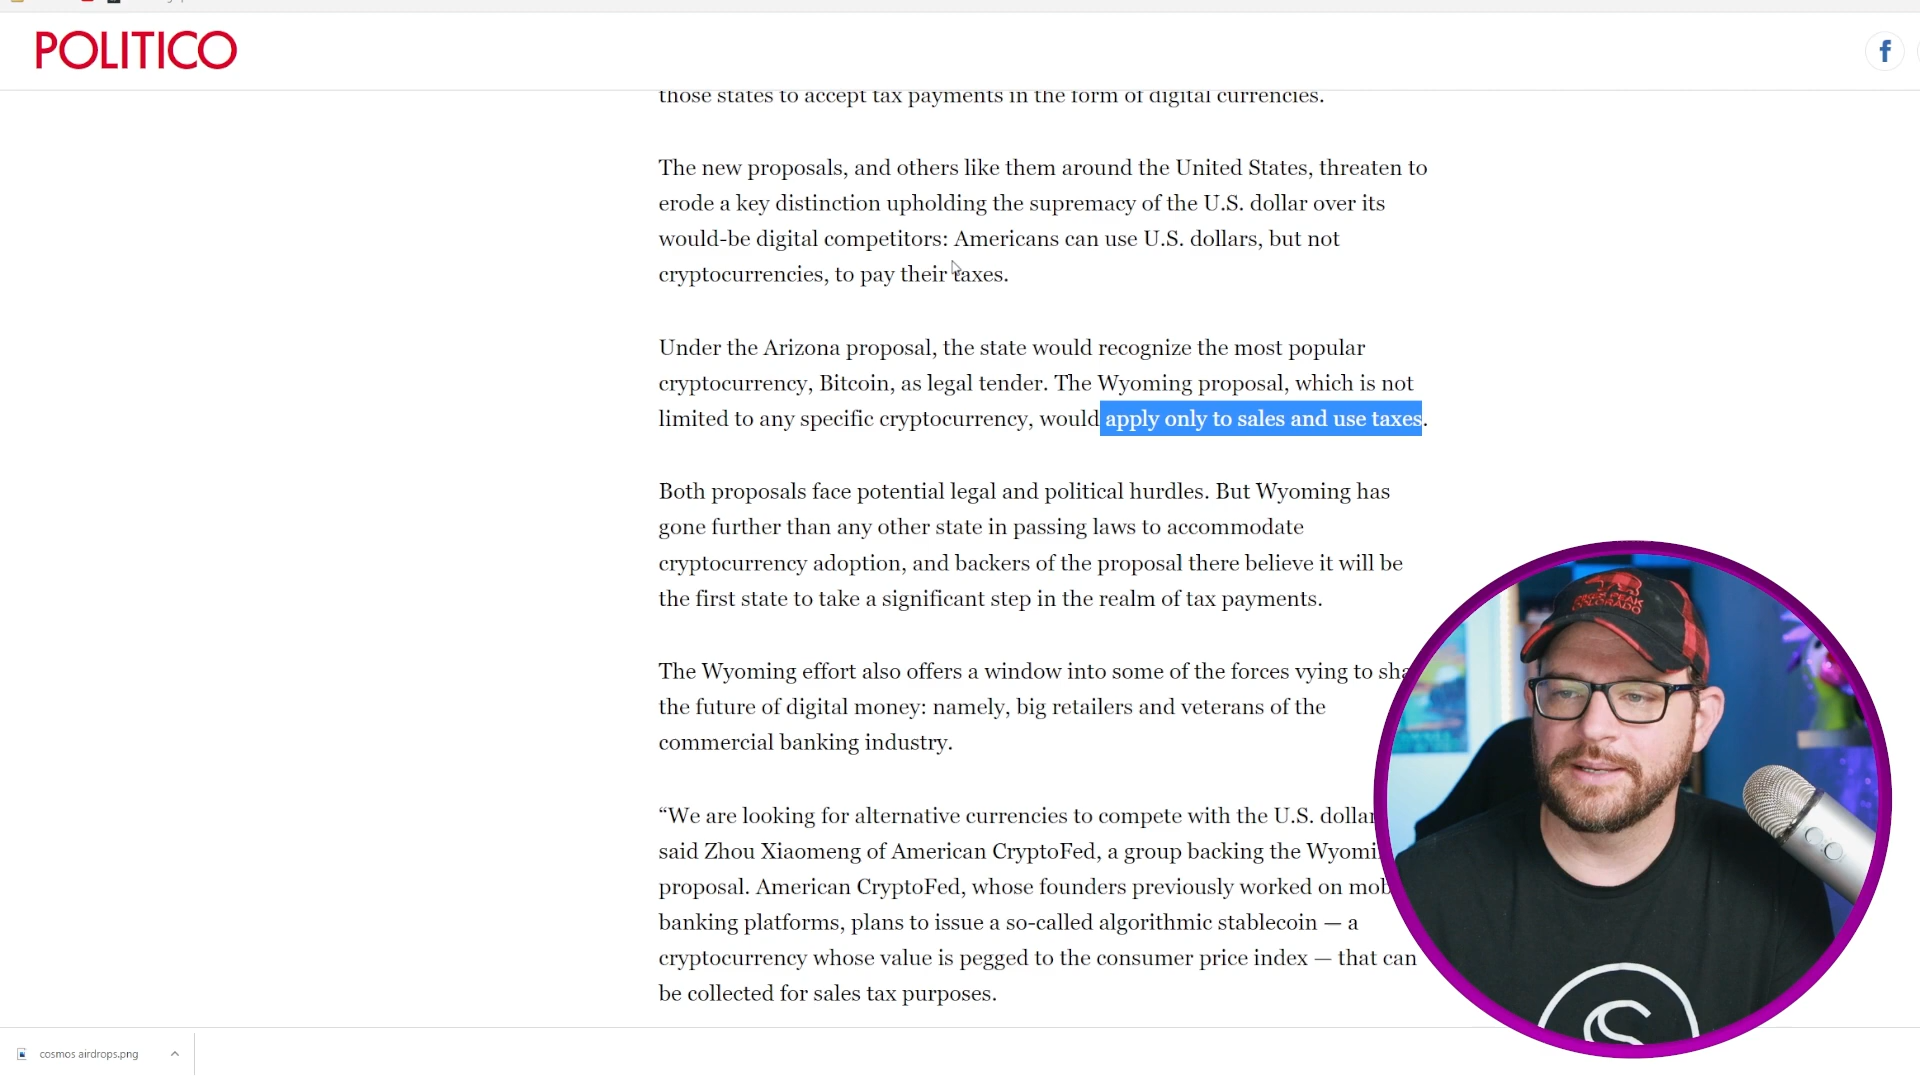 POLITICO
f
those states to accept tax payments in the form of digital currencies.
The new proposals, and others like them around the United States, threaten to
erode a key distinction upholding the supremacy of the U.S. dollar over its
would-be digital competitors: Americans can use U.S. dollars, but not
cryptocurrencies, to pay their taxes.
Under the Arizona proposal, the state would recognize the most popular
cryptocurrency, Bitcoin, as legal tender. The Wyoming proposal, which is not
limited to any specific cryptocurrency, would apply only to sales and use taxes.
Both proposals face potential legal and political hurdles. But Wyoming has
gone further than any other state in passing laws to accommodate
cryptocurrency adoption, and backers of the proposal there believe it will be
the first state to take a significant step in the realm of tax payments.
The Wyoming effort also offers a window into some of the forces vying to
the future of digital money: namely, big retailers and veterans of the
commercial banking industry.
“We are looking for alternative currencies to compete with the U.S. dollar
said Zhou Xiaomeng of American CryptoFed, a group backing the
proposal. American CryptoFed, whose founders previously worked on
banking platforms, plans to issue a so-called algorithmic stablecoin — a
cryptocurrency whose value is pegged to the consumer price index — that can
be collected for sales tax purposes.
PEAK
COLORADO
cosmos airdrops.png